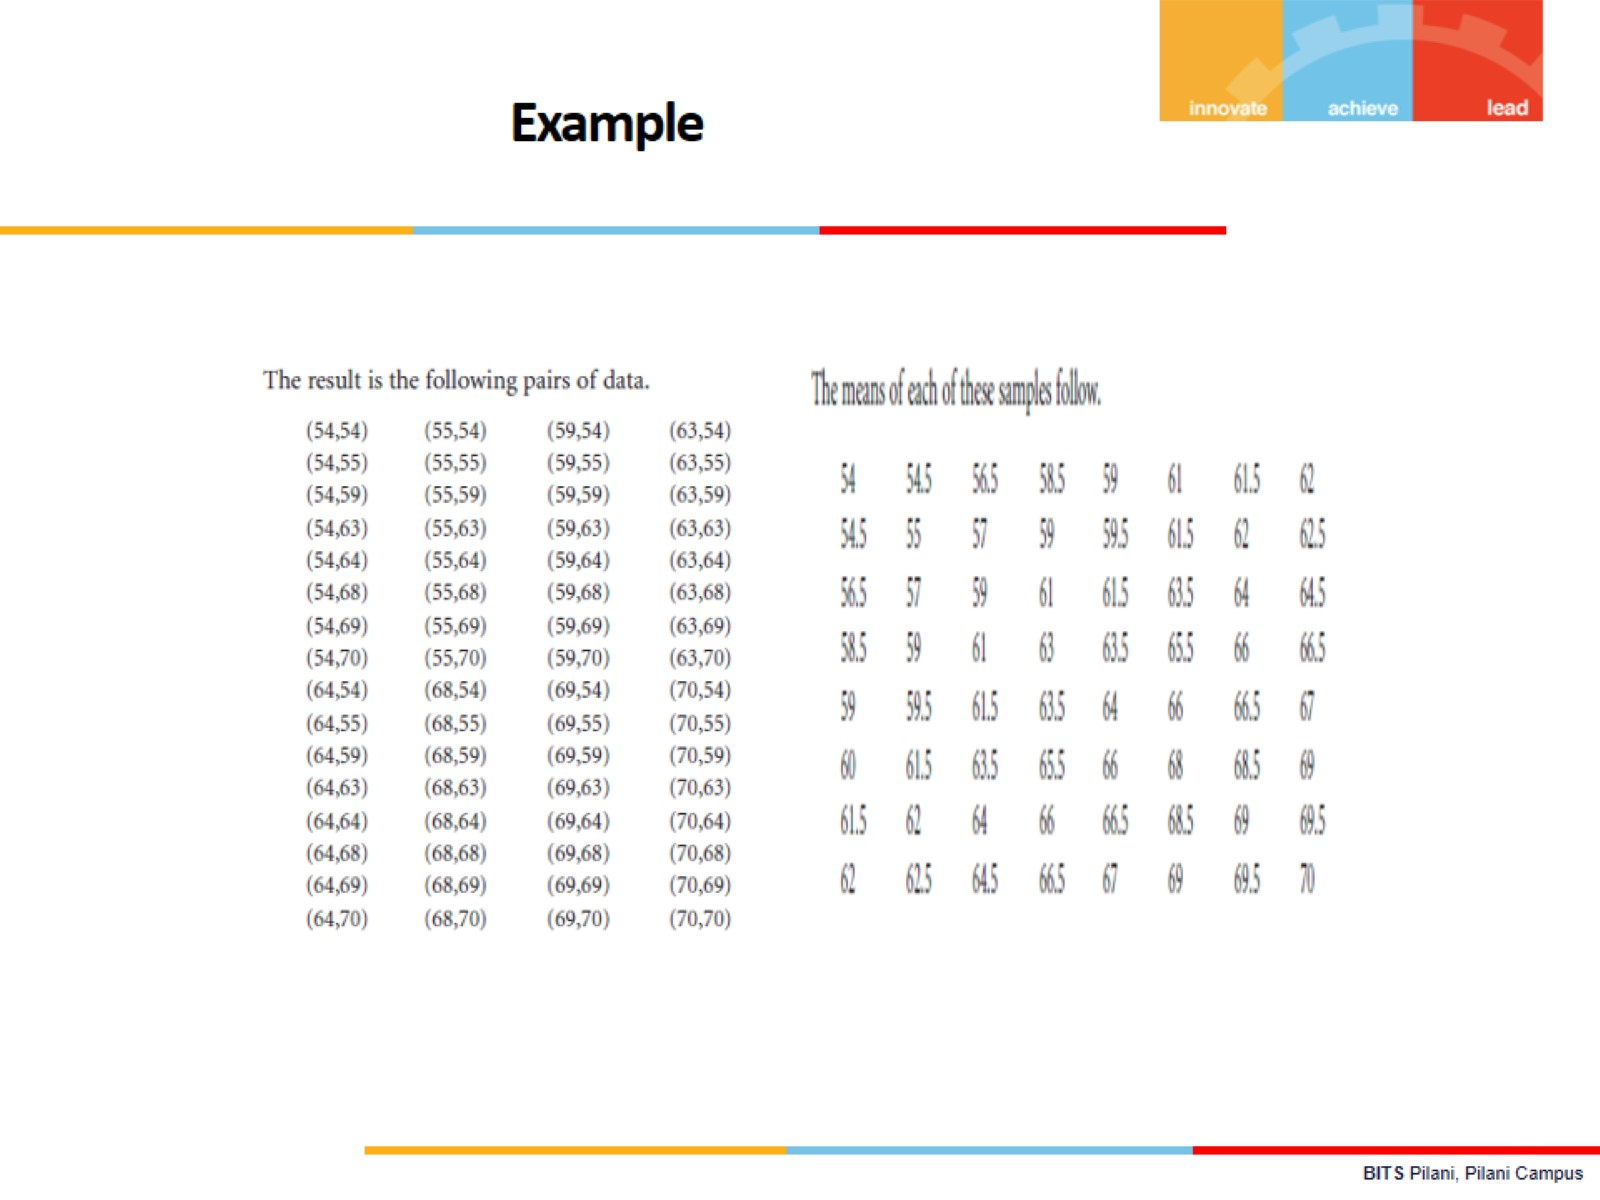 innovate achieve lead
Example
The result is the following pairs of data.
(54,54) (55,54) (59,54) (63,54)
(54,55) (55,55) (59,55) (63,55)
(54,59) (55,59) (59,59) (63,59)
(54,63) (55,63) (59,63) (63,63)
(54,64) (55,64) (59,64) (63,64)
(54,68) (55,68) (59,68) (63,68)
(54,69) (55,69) (59,69) (63,69)
(54,70) (55,70) (59,70) (63,70)
(64,54) (68,54) (69,54) (70,54)
(64,55) (68,55) (69,55) (70,55)
(64,59) (68,59) (69,59) (70,59)
(64,63) (68,63) (69,63) (70,63)
(64,64) (68,64) (69,64) (70,64)
(64,68) (68,68) (69,68) (70,68)
(64,69) (68,69) (69,69) (70,69)
(64,70) (68,70) (69,70) (70,70)
The means of each of these samples follow.
54 54.5 56.5 58.5 59 61 61.5 62
54.5 55 57 59 59.5 61.5 62 62.5
56.5 57 59 61 61.5 63.5 64 64.5
58.5 59 61 63 63.5 65.5 66 66.5
59 59.5 61.5 63.5 64 66 66.5 67
60 61.5 63.5 65.5 66 68 68.5 69
61.5 62 64 66 66.5 68.5 69 69.5
62 62.5 64.5 66.5 67 69 69.5 70
BITS Pilani, Pilani Campus